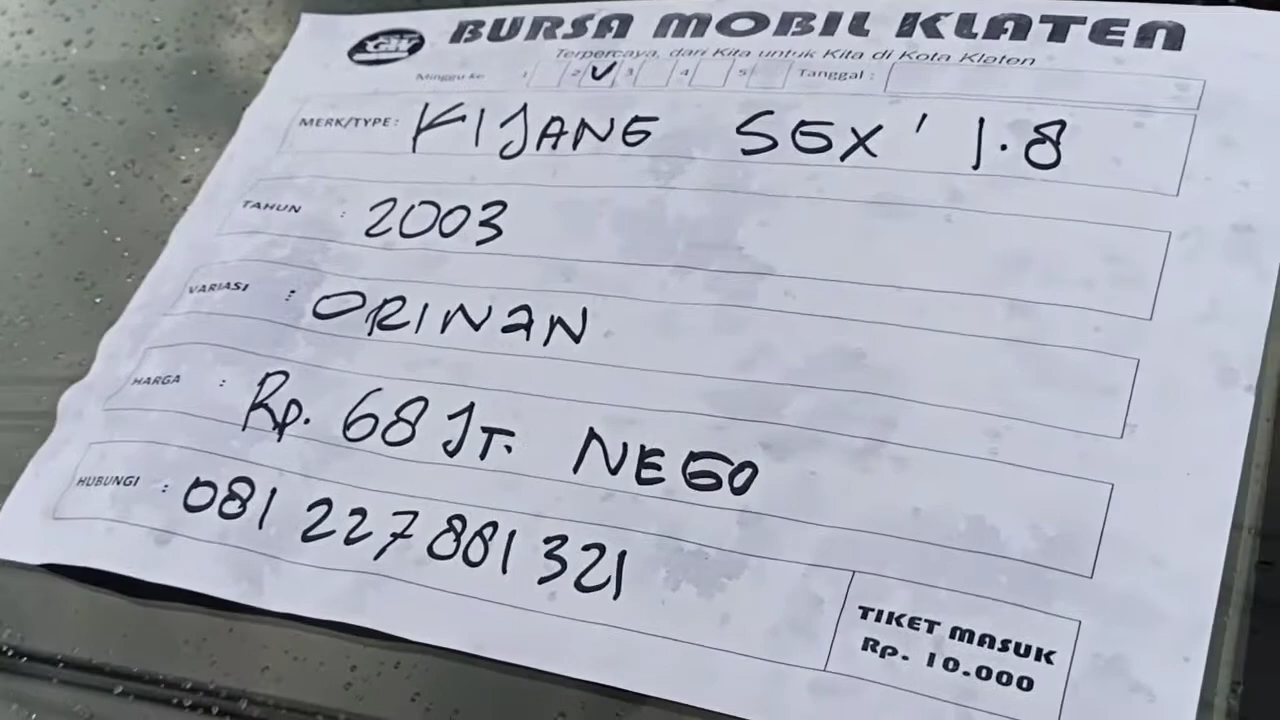 BURSA MOBIL KLATEN
Terpercaya, dari Kita untuk Kita di Kota Klaten
Minggu ke 1 2 V 3 4 5 Tanggal :
MERK/TYPE : KIJANG SGX ' 1.8
TAHUN : 2003
VARIASI : ORINAN
HARGA : Rp. 68 JT. NEGO
HUBUNGI : 081 227 881 321
TIKET MASUK
Rp. 10.000